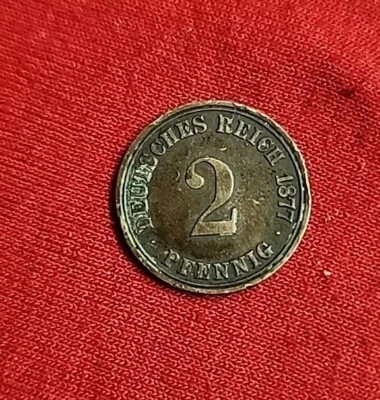 DEUTSCHES REICH 1877
2
PFENNIG